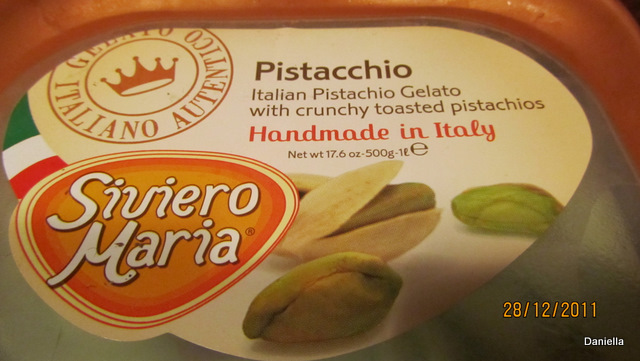 GELATO AUTENTICO ITALIANO
Pistacchio
Italian Pistachio Gelato
with crunchy toasted pistachios
Handmade in Italy
Net wt 17.6 oz-500g-1ℓ ℮
Siviero
Maria®
28/12/2011
Daniella